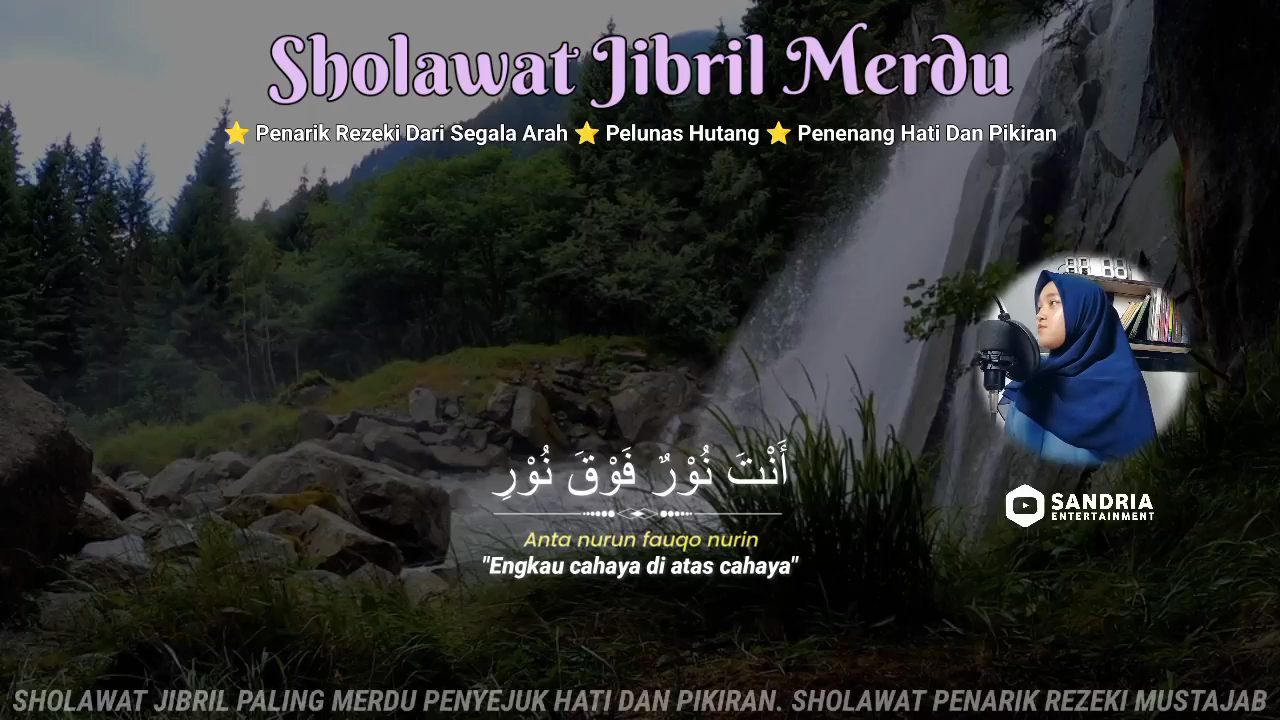 Sholawat Jibril Merdu
⭐ Penarik Rezeki Dari Segala Arah ⭐ Pelunas Hutang ⭐ Penenang Hati Dan Pikiran
أَنْتَ نُوْرٌ فَوْقَ نُوْرِ
Anta nurun fauqo nurin
"Engkau cahaya di atas cahaya"
SANDRIA
ENTERTAINMENT
SHOLAWAT JIBRIL PALING MERDU PENYEJUK HATI DAN PIKIRAN. SHOLAWAT PENARIK REZEKI MUSTAJAB